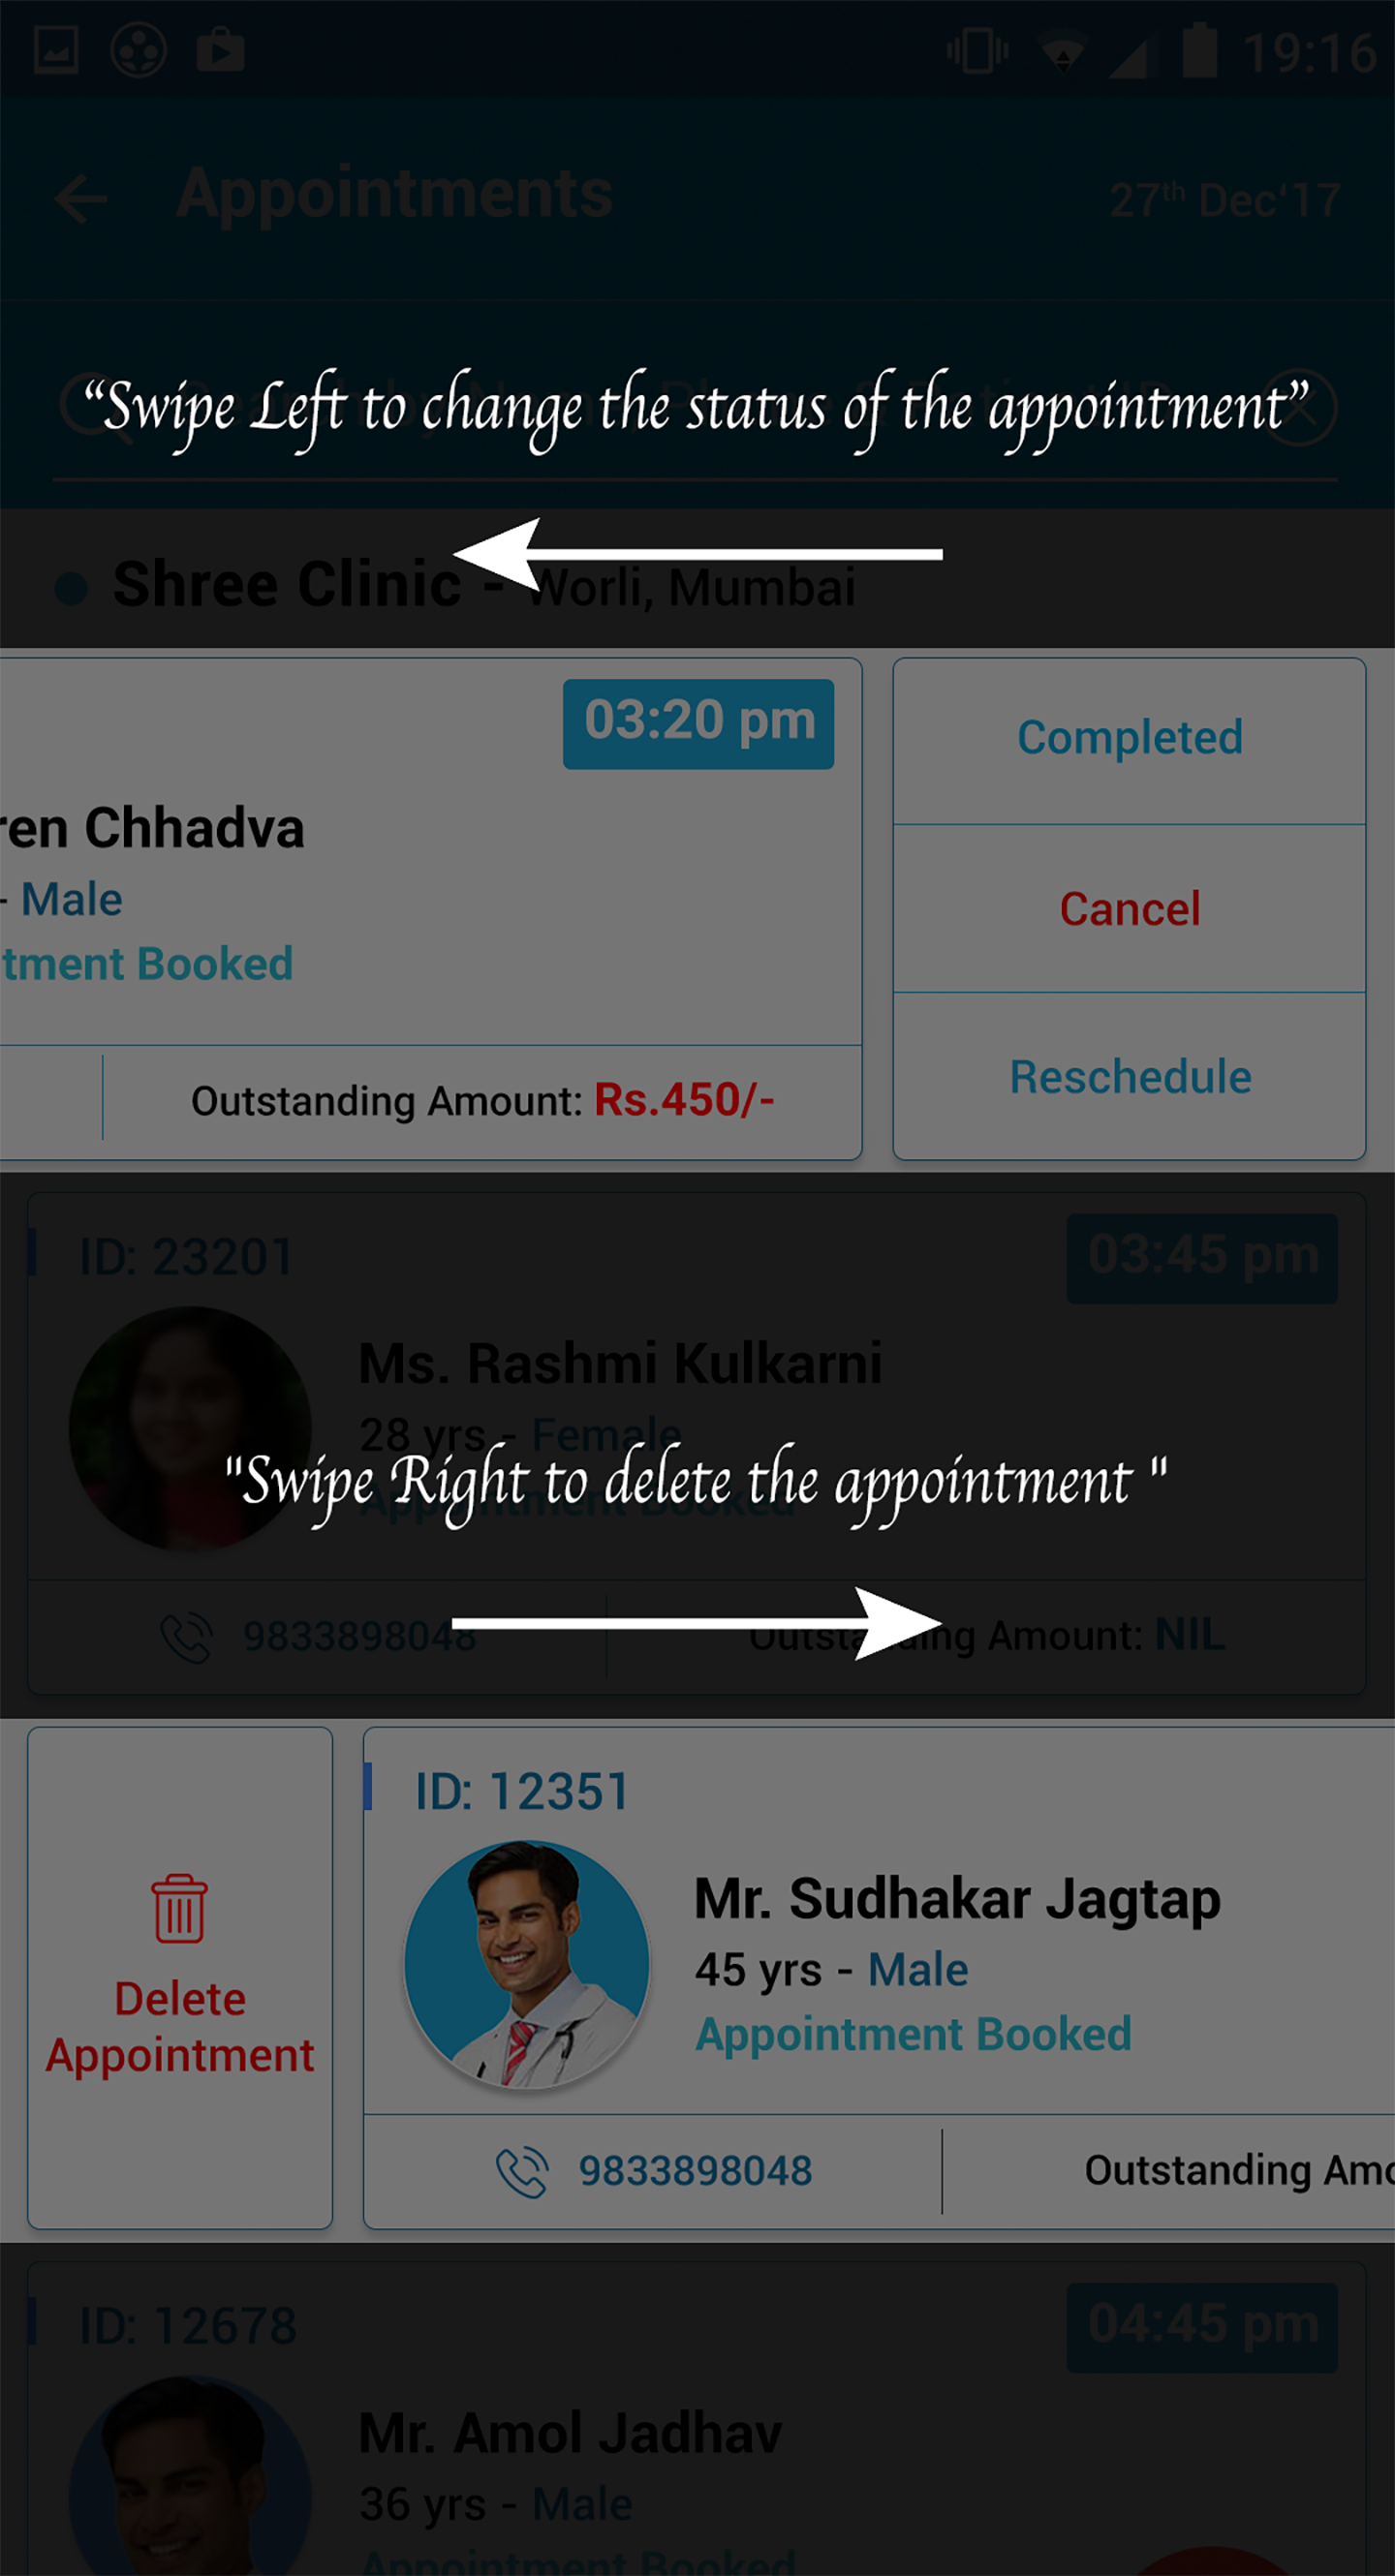 19:16
Appointments
27th Dec‘17
“Swipe Left to change the status of the appointment”
Shree Clinic - Worli, Mumbai
03:20 pm
Completed
ren Chhadva
- Male
Cancel
tment Booked
Reschedule
Outstanding Amount: Rs.450/-
ID: 23201
03:45 pm
Ms. Rashmi Kulkarni
28 yrs - Female
"Swipe Right to delete the appointment "
Appointment Booked
9833898048
Outstanding Amount: NIL
ID: 12351
Mr. Sudhakar Jagtap
45 yrs - Male
Delete
Appointment
Appointment Booked
9833898048
Outstanding Amo
ID: 12678
04:45 pm
Mr. Amol Jadhav
36 yrs - Male
Appointment Booked